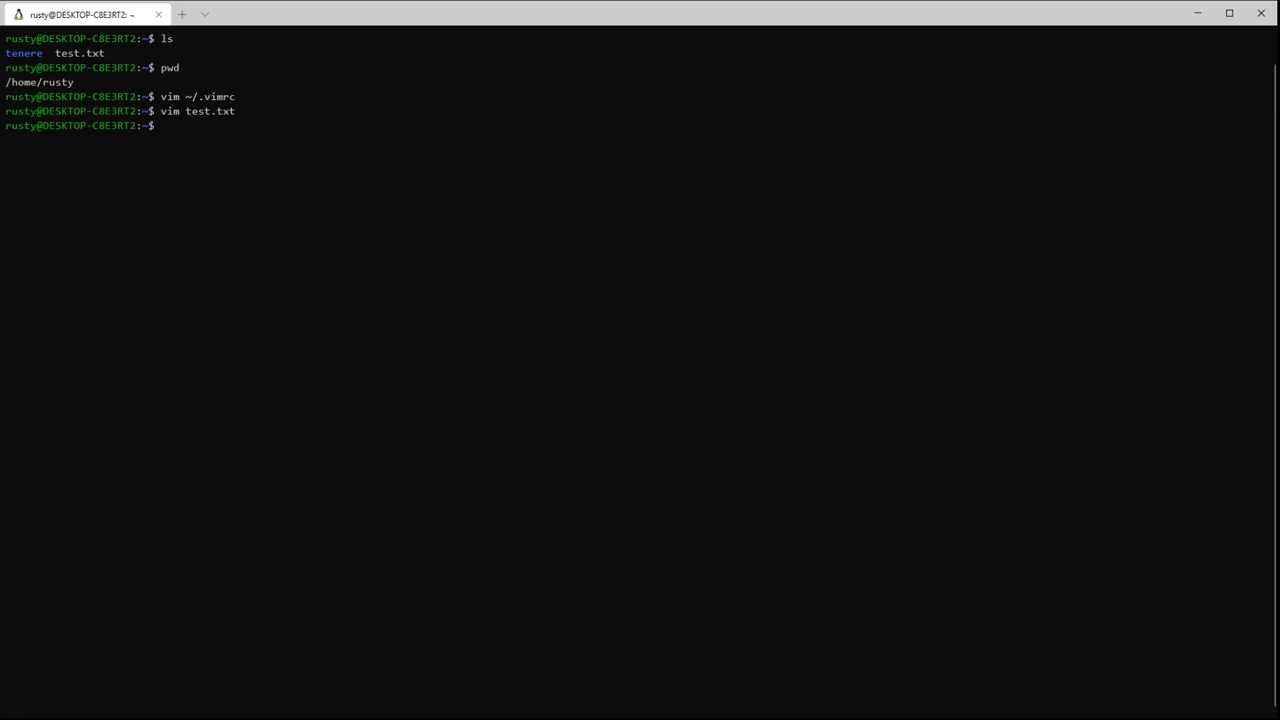 rusty@DESKTOP-C8E3RT2: ~
rusty@DESKTOP-C8E3RT2:~$ ls
tenere  test.txt
rusty@DESKTOP-C8E3RT2:~$ pwd
/home/rusty
rusty@DESKTOP-C8E3RT2:~$ vim ~/.vimrc
rusty@DESKTOP-C8E3RT2:~$ vim test.txt
rusty@DESKTOP-C8E3RT2:~$